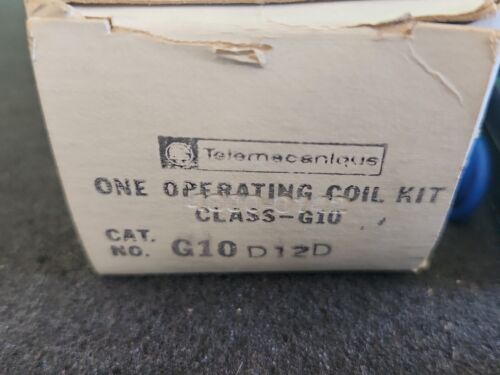 Telemecanique
ONE OPERATING COIL KIT
CLASS-G10
CAT.
NO. G10 D12D